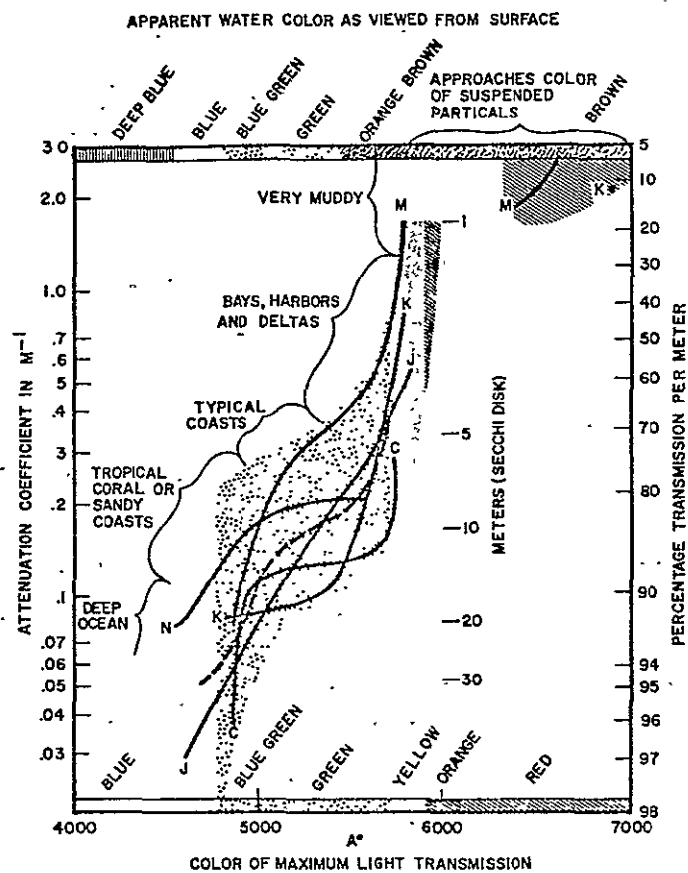 APPARENT WATER COLOR AS VIEWED FROM SURFACE
DEEP BLUE
BLUE
BLUE GREEN
GREEN
ORANGE BROWN
APPROACHES COLOR
OF SUSPENDED
PARTICALS
BROWN
3.0
2.0
1.0
.7
.6
.5
.4
.3
.2
.1
.07
.06
.05
.04
.03
ATTENUATION COEFFICIENT IN M-1
VERY MUDDY
BAYS, HARBORS
AND DELTAS
TYPICAL
COASTS
TROPICAL
CORAL OR
SANDY
COASTS
DEEP
OCEAN
M
K
J
C
N
K
J
C
M
K
1
5
10
20
30
METERS (SECCHI DISK)
5
10
20
30
40
50
60
70
80
90
94
95
96
97
98
PERCENTAGE TRANSMISSION PER METER
BLUE
BLUE GREEN
GREEN
YELLOW
ORANGE
RED
4000
5000
6000
7000
A°
COLOR OF MAXIMUM LIGHT TRANSMISSION